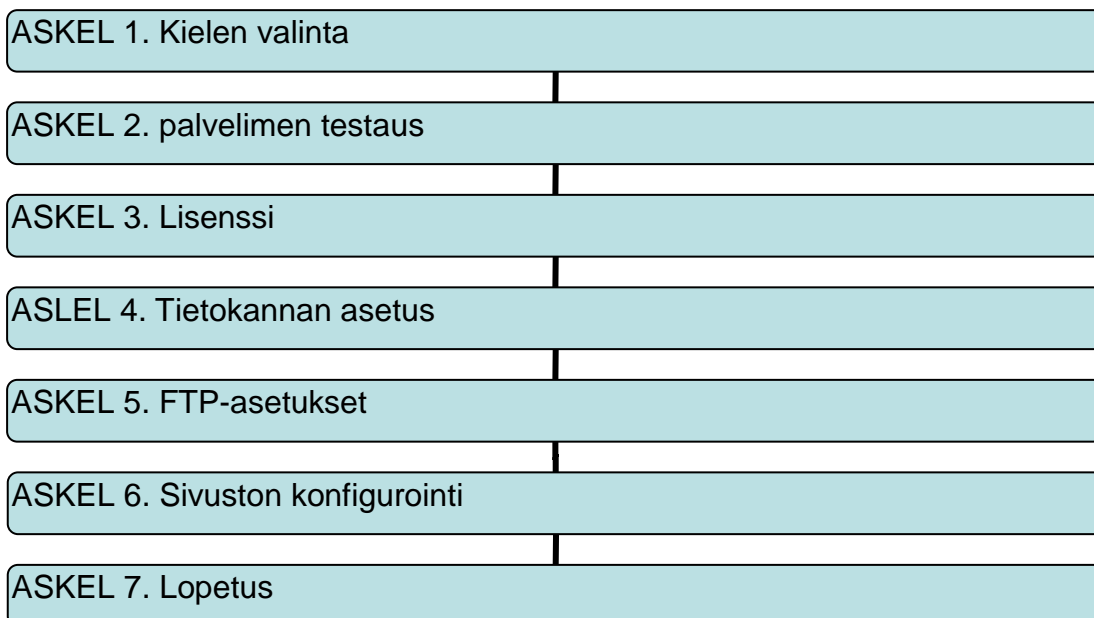 ASKEL 1. Kielen valinta
ASKEL 2. palvelimen testaus
ASKEL 3. Lisenssi
ASLEL 4. Tietokannan asetus
ASKEL 5. FTP-asetukset
ASKEL 6. Sivuston konfigurointi
ASKEL 7. Lopetus